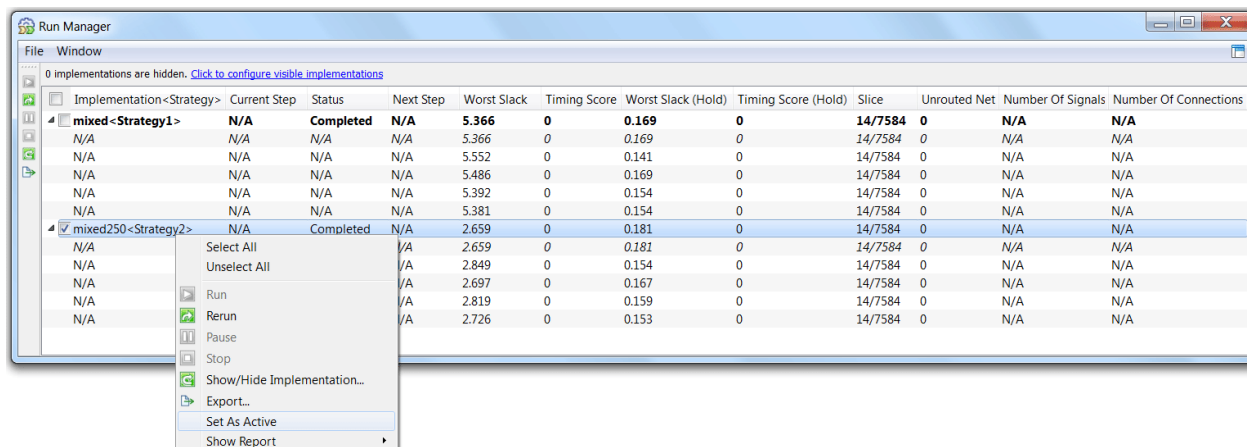 Run Manager
File Window
0 implementations are hidden. Click to configure visible implementations
Implementation<Strategy> Current Step Status Next Step Worst Slack Timing Score Worst Slack (Hold) Timing Score (Hold) Slice Unrouted Net Number Of Signals Number Of Connections
mixed<Strategy1> N/A Completed N/A 5.366 0 0.169 0 14/7584 0 N/A N/A
N/A N/A N/A N/A 5.366 0 0.169 0 14/7584 0 N/A N/A
N/A N/A N/A N/A 5.552 0 0.141 0 14/7584 0 N/A N/A
N/A N/A N/A N/A 5.486 0 0.169 0 14/7584 0 N/A N/A
N/A N/A N/A N/A 5.392 0 0.154 0 14/7584 0 N/A N/A
N/A N/A N/A N/A 5.381 0 0.154 0 14/7584 0 N/A N/A
mixed250<Strategy2> N/A Completed N/A 2.659 0 0.181 0 14/7584 0 N/A N/A
N/A /A 2.659 0 0.181 0 14/7584 0 N/A N/A
N/A /A 2.849 0 0.154 0 14/7584 0 N/A N/A
N/A /A 2.697 0 0.167 0 14/7584 0 N/A N/A
N/A /A 2.819 0 0.159 0 14/7584 0 N/A N/A
N/A /A 2.726 0 0.153 0 14/7584 0 N/A N/A
Select All
Unselect All
Run
Rerun
Pause
Stop
Show/Hide Implementation...
Export...
Set As Active
Show Report